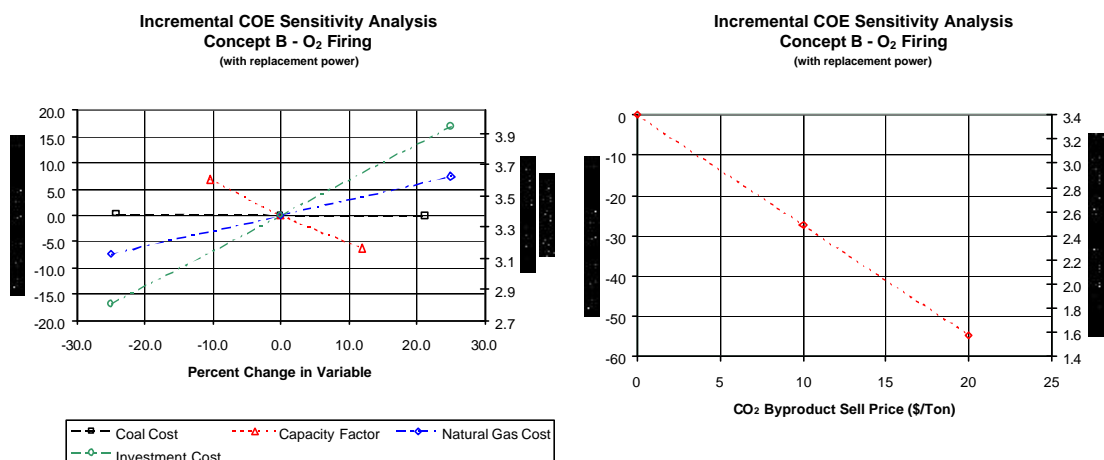 Incremental COE Sensitivity Analysis
Concept B - O₂ Firing
(with replacement power)
20.0
15.0
10.0
5.0
0.0
-5.0
-10.0
-15.0
-20.0
3.9
3.7
3.5
3.3
3.1
2.9
2.7
-30.0 -20.0 -10.0 0.0 10.0 20.0 30.0
Percent Change in Variable
Coal Cost Capacity Factor Natural Gas Cost
Investment Cost
Incremental COE Sensitivity Analysis
Concept B - O₂ Firing
(with replacement power)
0
-10
-20
-30
-40
-50
-60
3.4
3.2
3.0
2.8
2.6
2.4
2.2
2.0
1.8
1.6
1.4
0 5 10 15 20 25
CO₂ Byproduct Sell Price ($/Ton)